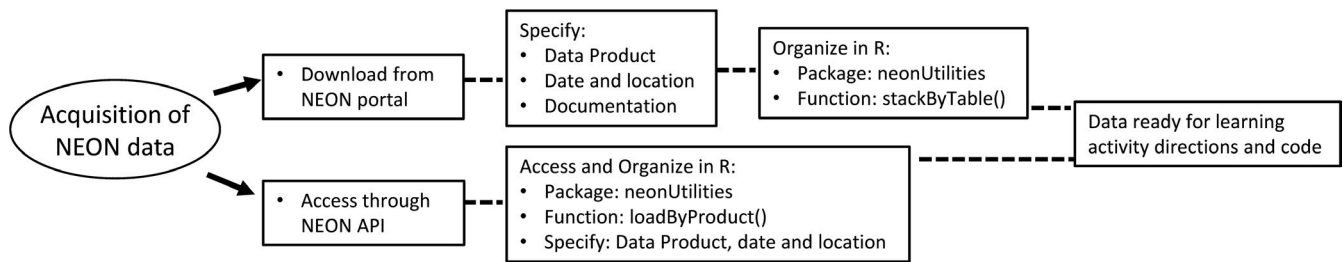 Acquisition of
NEON data
• Download from
NEON portal
Specify:
• Data Product
• Date and location
• Documentation
Organize in R:
• Package: neonUtilities
• Function: stackByTable()
• Access through
NEON API
Access and Organize in R:
• Package: neonUtilities
• Function: loadByProduct()
• Specify: Data Product, date and location
Data ready for learning
activity directions and code